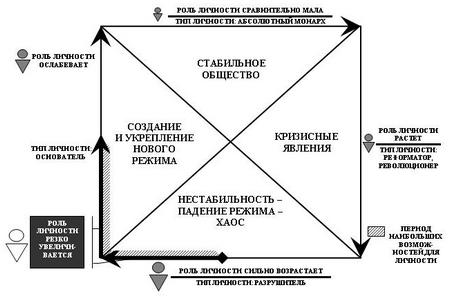 РОЛЬ ЛИЧНОСТИ СРАВНИТЕЛЬНО МАЛА
ТИП ЛИЧНОСТИ: АБСОЛЮТНЫЙ МОНАРХ
РОЛЬ ЛИЧНОСТИ
ОСЛАБЕВАЕТ
СТАБИЛЬНОЕ
ОБЩЕСТВО
СОЗДАНИЕ
И УКРЕПЛЕНИЕ
НОВОГО
РЕЖИМА
КРИЗИСНЫЕ
ЯВЛЕНИЯ
РОЛЬ ЛИЧНОСТИ
РАСТЕТ
ТИП ЛИЧНОСТИ:
РЕФОРМАТОР,
РЕВОЛЮЦИОНЕР
ТИП ЛИЧНОСТИ
ОСНОВАТЕЛЬ
НЕСТАБИЛЬНОСТЬ –
ПАДЕНИЕ РЕЖИМА –
ХАОС
РОЛЬ
ЛИЧНОСТИ
РЕЗКО
УВЕЛИЧИ-
ВАЕТСЯ
ПЕРИОД
НАИБОЛЬШИХ
ВОЗМОЖ-
НОСТЕЙ ДЛЯ
ЛИЧНОСТИ
РОЛЬ ЛИЧНОСТИ СИЛЬНО ВОЗРАСТАЕТ
ТИП ЛИЧНОСТИ: РАЗРУШИТЕЛЬ